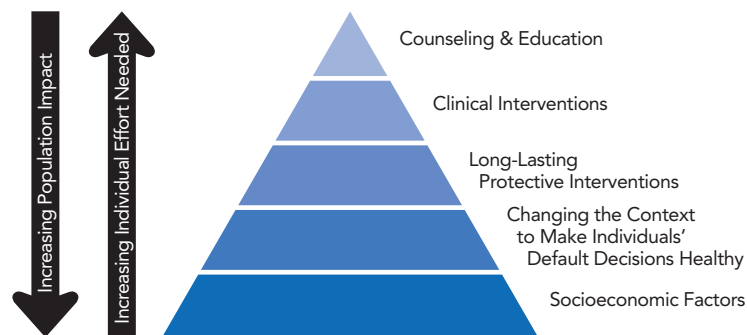 Increasing Population Impact
Increasing Individual Effort Needed
Counseling & Education
Clinical Interventions
Long-Lasting
Protective Interventions
Changing the Context
to Make Individuals'
Default Decisions Healthy
Socioeconomic Factors